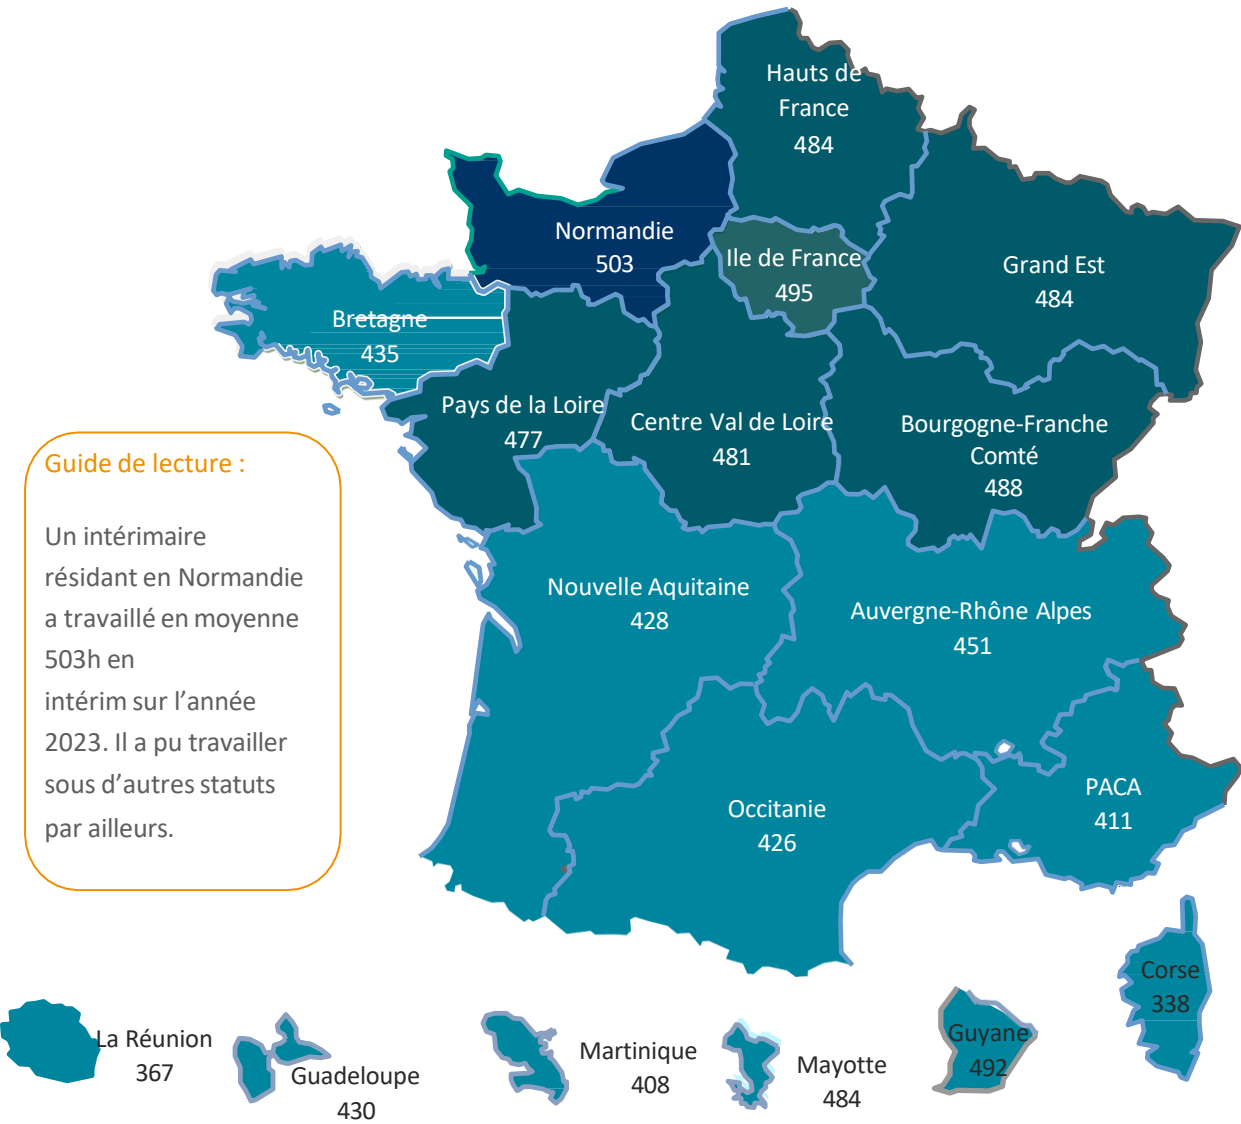 Hauts de
France
484
Normandie
503
Ile de France
495
Grand Est
484
Bretagne
435
Pays de la Loire
477
Centre Val de Loire
481
Bourgogne-Franche
Comté
488
Guide de lecture :
Un intérimaire
résidant en Normandie
a travaillé en moyenne
503h en
intérim sur l’année
2023. Il a pu travailler
sous d’autres statuts
par ailleurs.
Nouvelle Aquitaine
428
Auvergne-Rhône Alpes
451
Occitanie
426
PACA
411
Corse
338
La Réunion
367
Guadeloupe
430
Martinique
408
Mayotte
484
Guyane
492